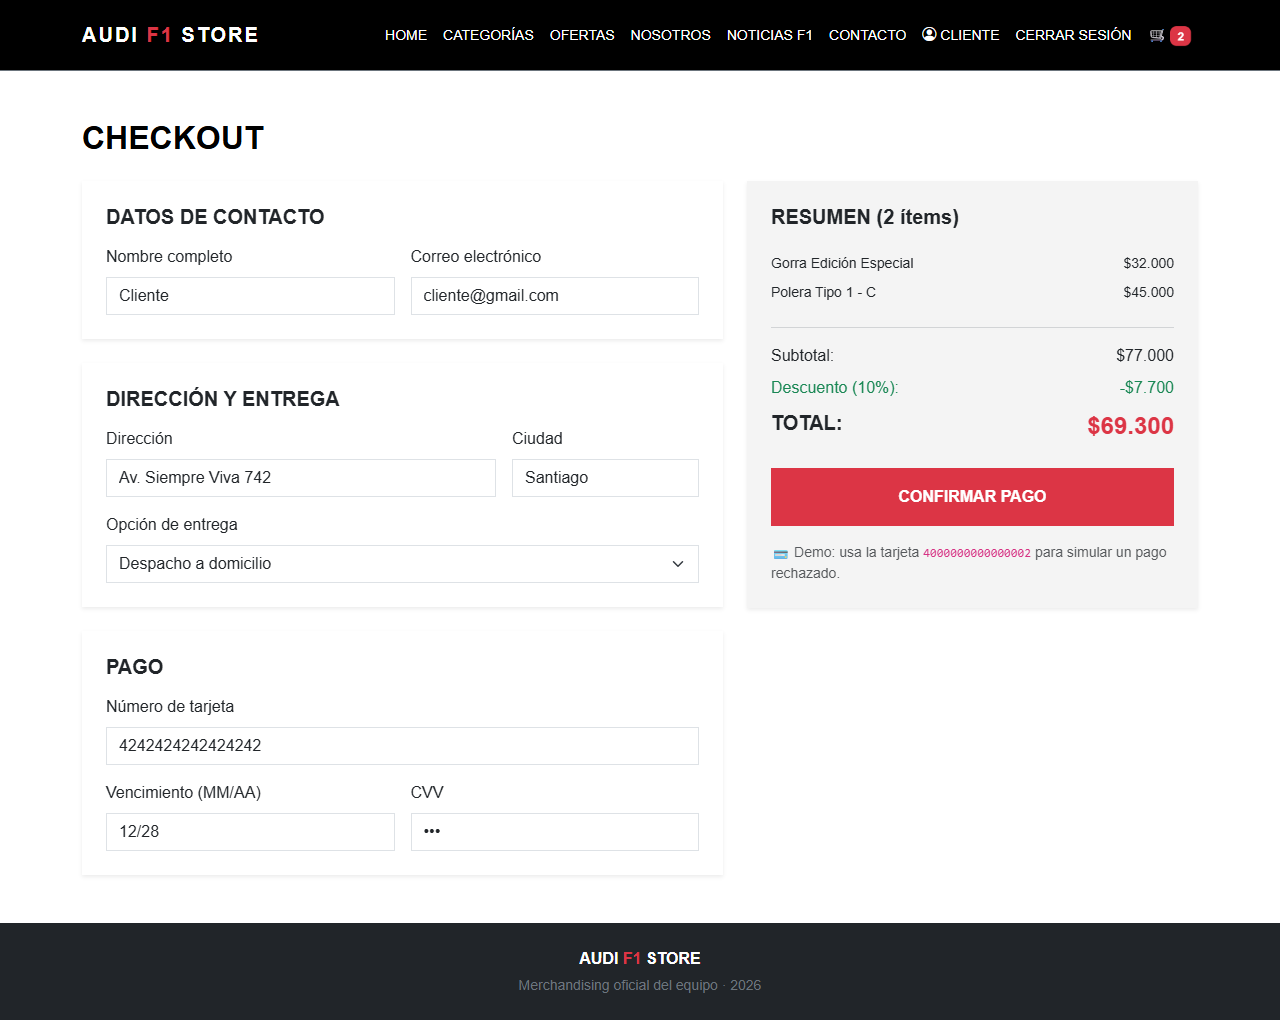 AUDI F1 STORE
HOME CATEGORÍAS OFERTAS NOSOTROS NOTICIAS F1 CONTACTO CLIENTE CERRAR SESIÓN 2
CHECKOUT
DATOS DE CONTACTO
Nombre completo Correo electrónico
Cliente cliente@gmail.com
DIRECCIÓN Y ENTREGA
Dirección Ciudad
Av. Siempre Viva 742 Santiago
Opción de entrega
Despacho a domicilio
PAGO
Número de tarjeta
4242424242424242
Vencimiento (MM/AA) CVV
12/28 •••
RESUMEN (2 ítems)
Gorra Edición Especial $32.000
Polera Tipo 1 - C $45.000
Subtotal: $77.000
Descuento (10%): -$7.700
TOTAL: $69.300
CONFIRMAR PAGO
Demo: usa la tarjeta 4000000000000002 para simular un pago
rechazado.
AUDI F1 STORE
Merchandising oficial del equipo · 2026